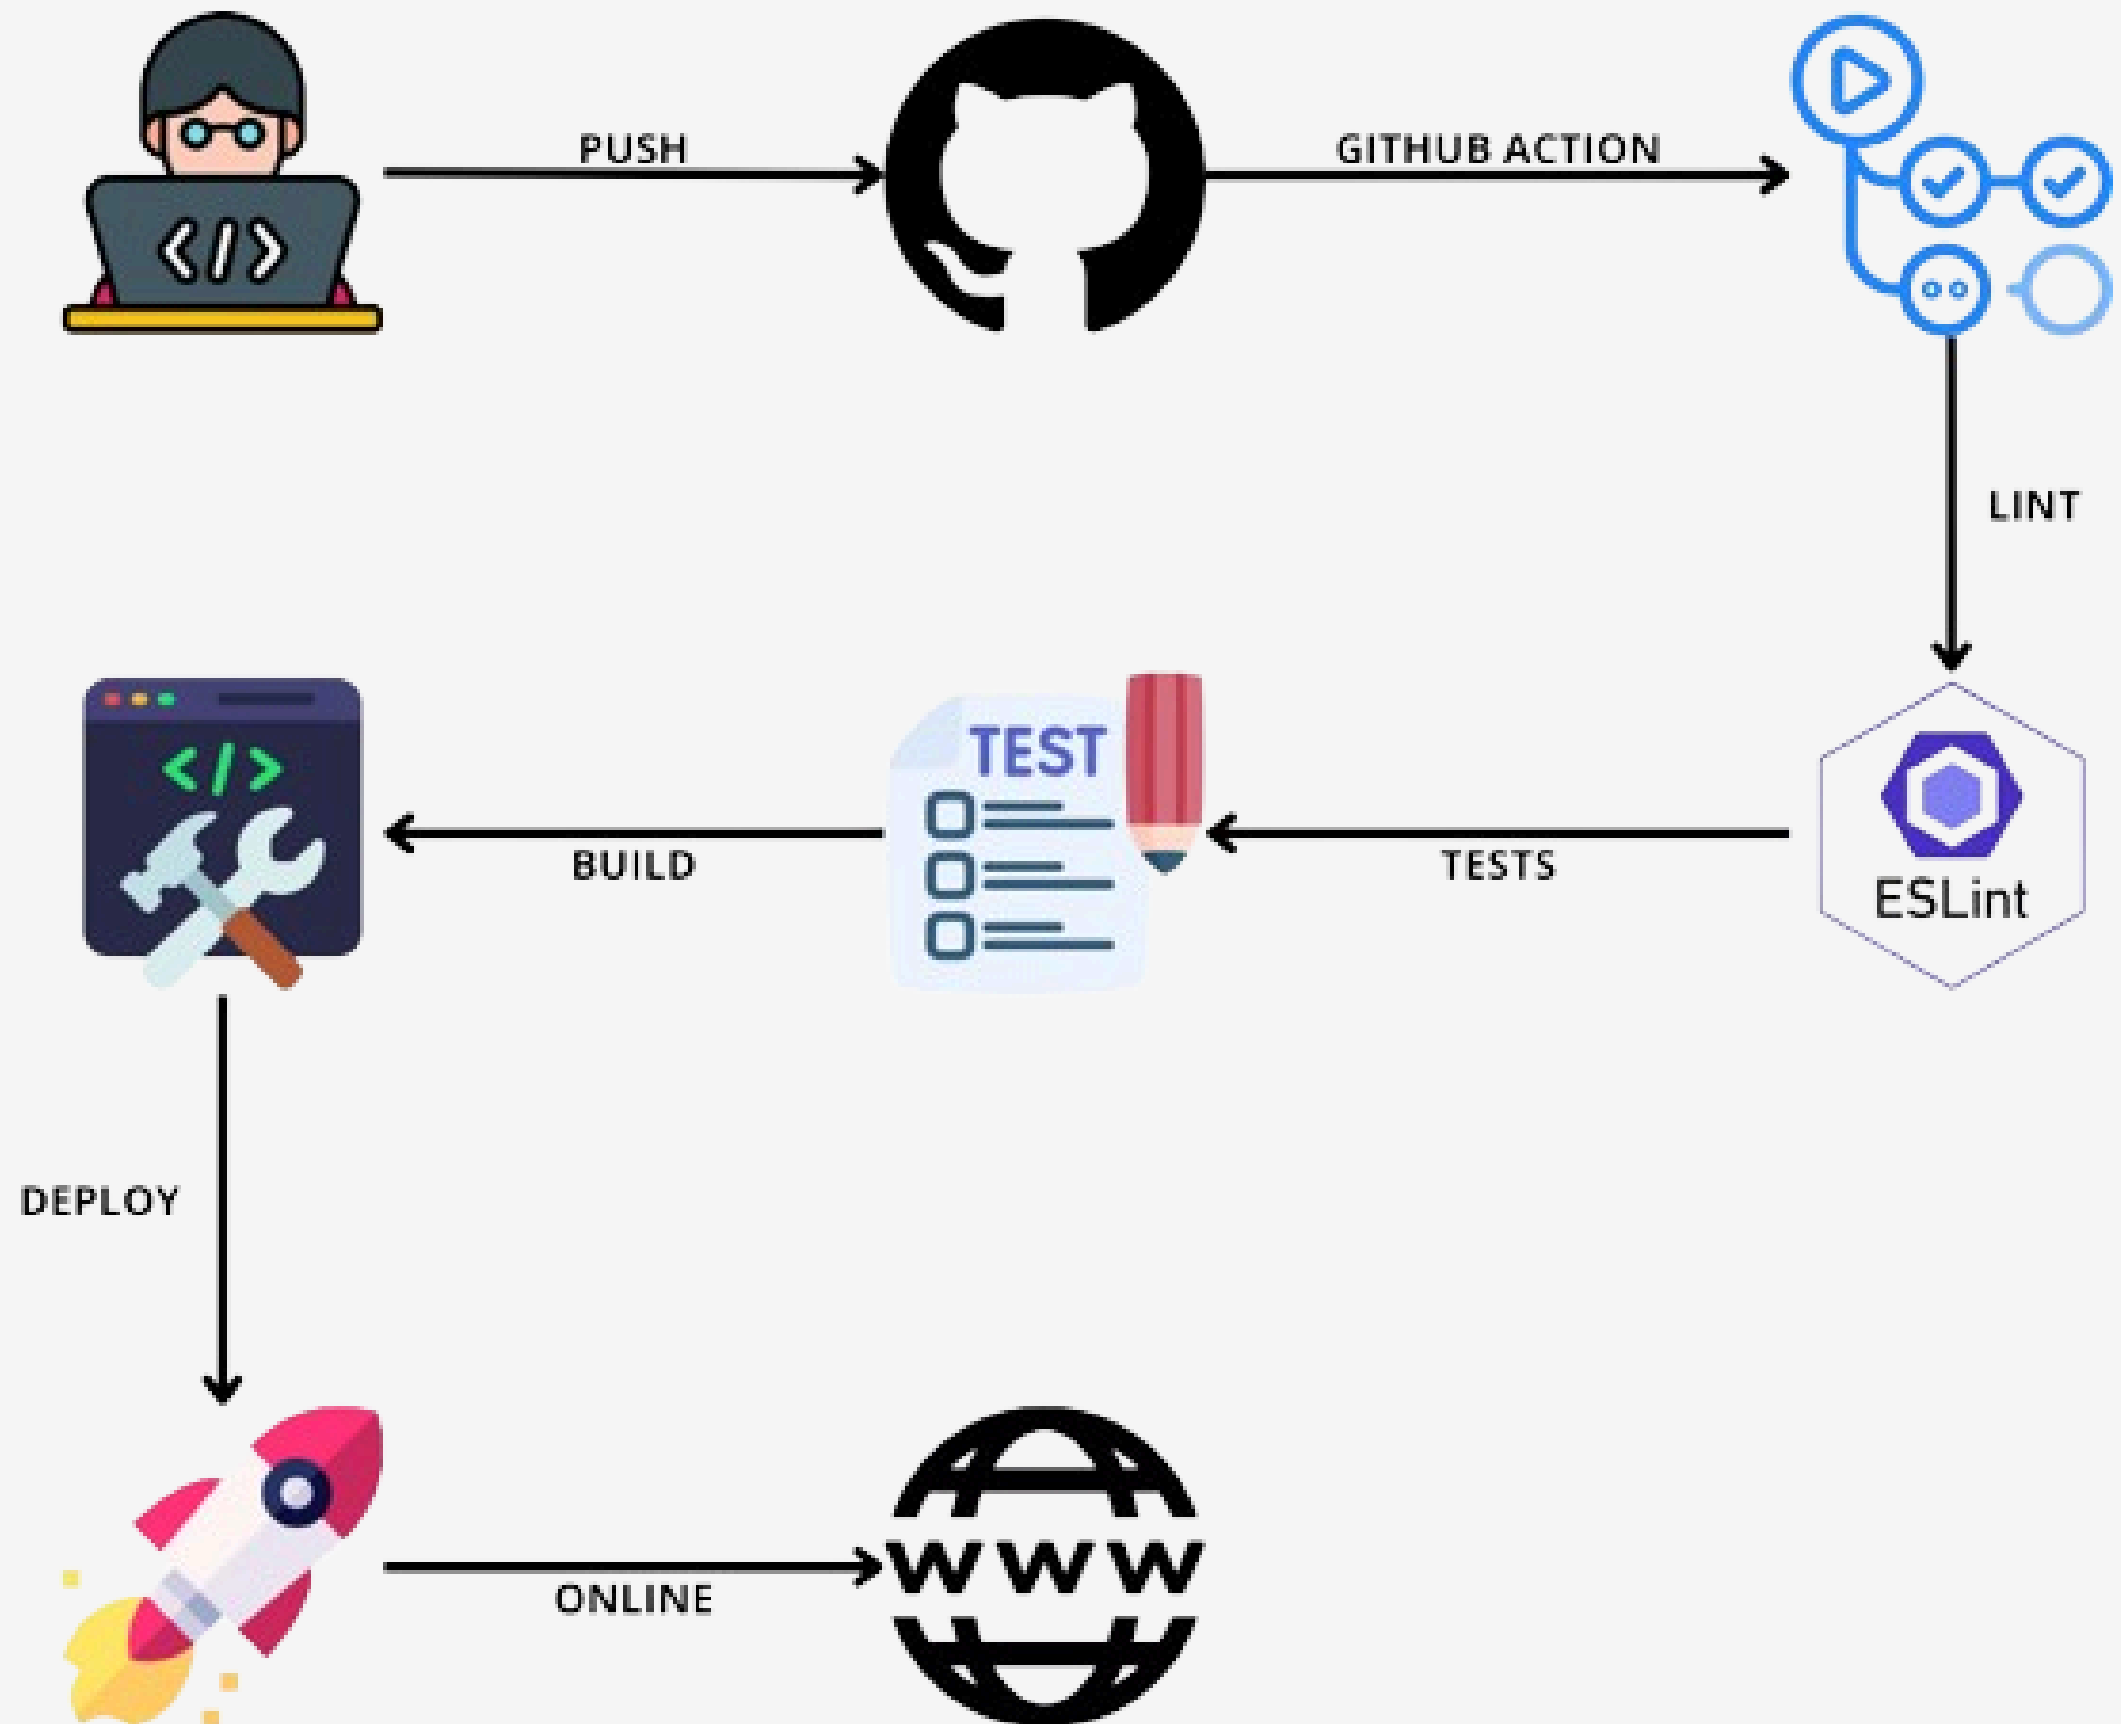 PUSH
GITHUB ACTION
</>
LINT
</>
TEST
ESLint
BUILD
TESTS
DEPLOY
ONLINE
WWW